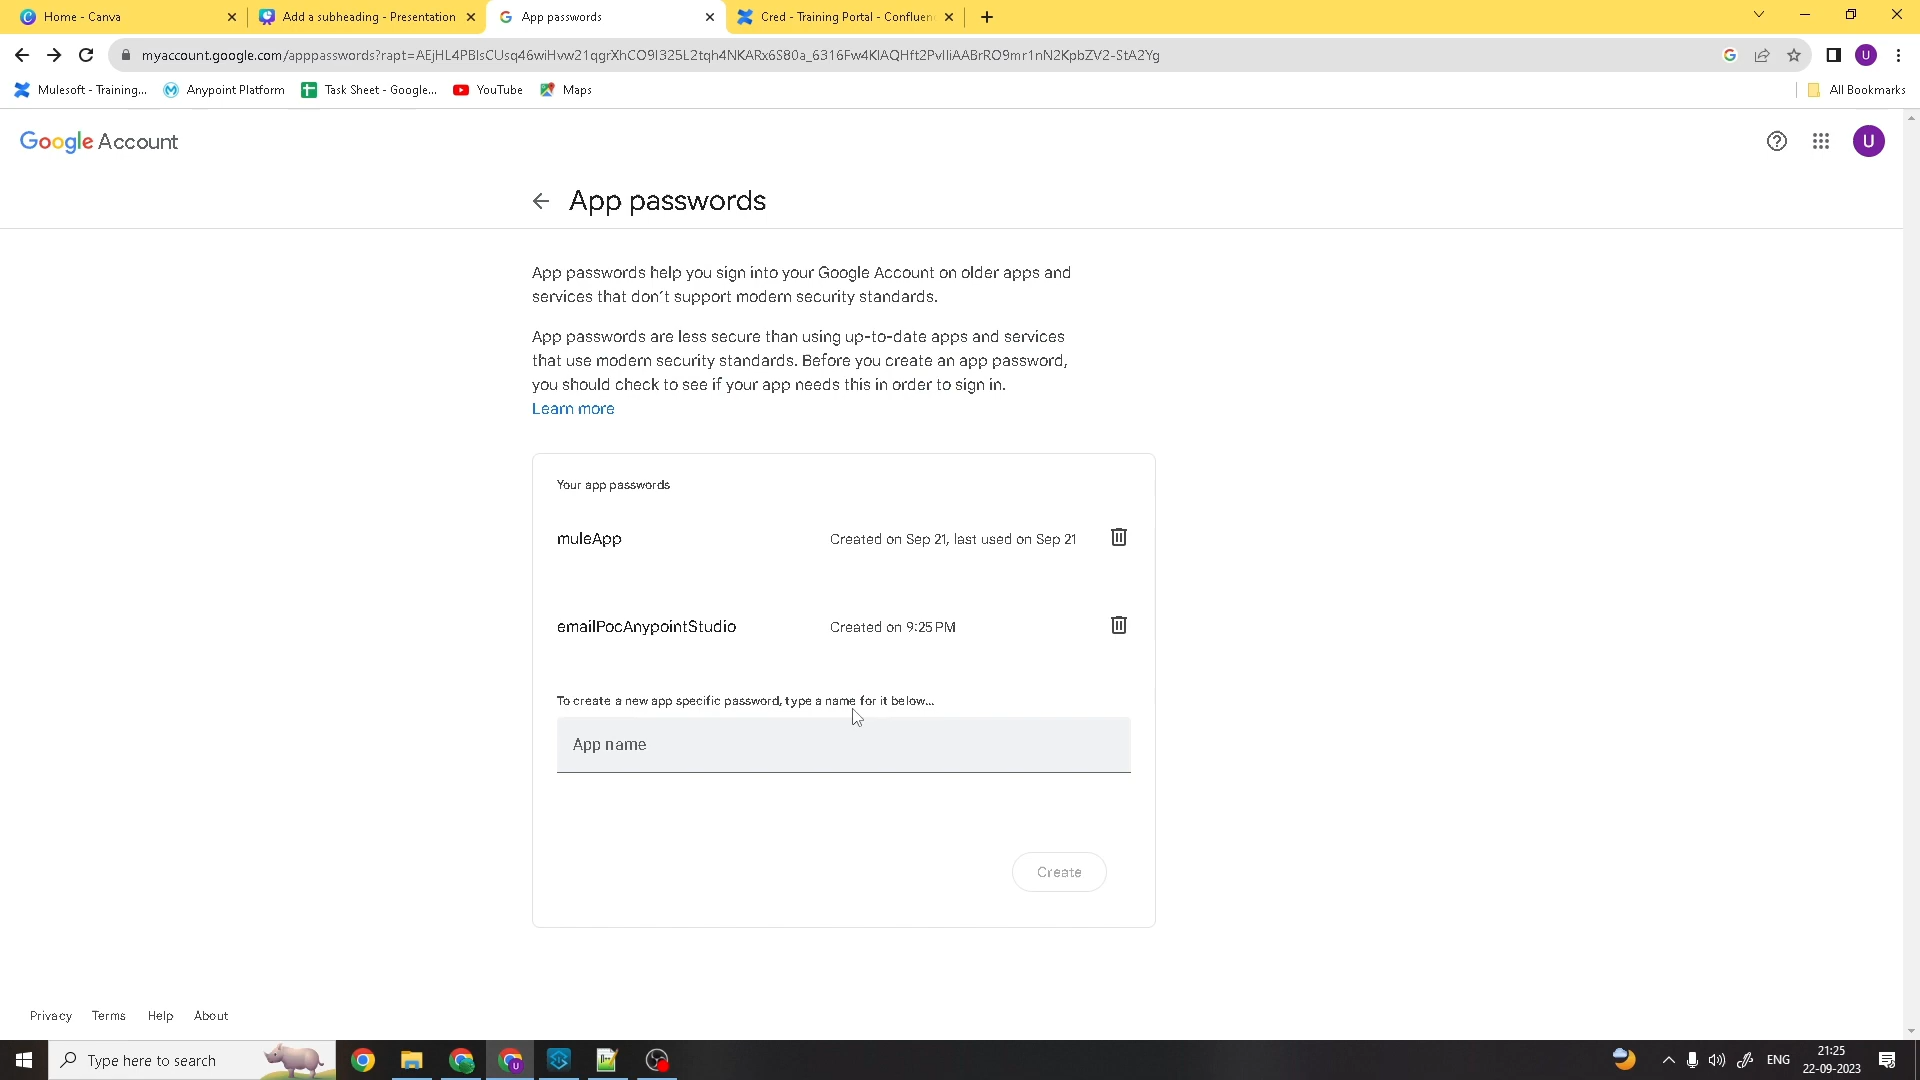 Home - Canva
Add a subheading - Presentation
App passwords
Cred - Training Portal - Confluen
myaccount.google.com/apppasswords?rapt=
Mulesoft - Training...
Anypoint Platform
Task Sheet - Google...
YouTube
Maps
All Bookmarks
Google Account
U
App passwords
App passwords help you sign into your Google Account on older apps and
services that don't support modern security standards.
App passwords are less secure than using up-to-date apps and services
that use modern security standards. Before you create an app password,
you should check to see if your app needs this in order to sign in.
Learn more
Your app passwords
muleApp
Created on Sep 21, last used on Sep 21
emailPocAnypointStudio
Created on 9:25 PM
To create a new app specific password, type a name for it below...
App name
Create
Privacy
Terms
Help
About
Type here to search
ENG
21:25
22-09-2023